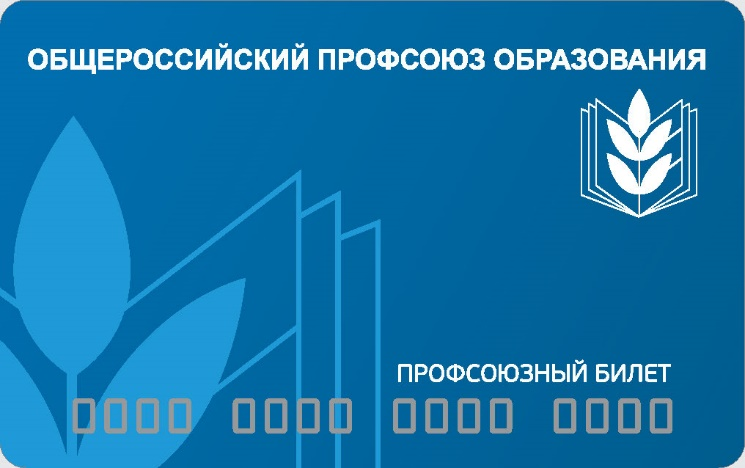 ОБЩЕРОССИЙСКИЙ ПРОФСОЮЗ ОБРАЗОВАНИЯ
ПРОФСОЮЗНЫЙ БИЛЕТ
0000 0000 0000 0000